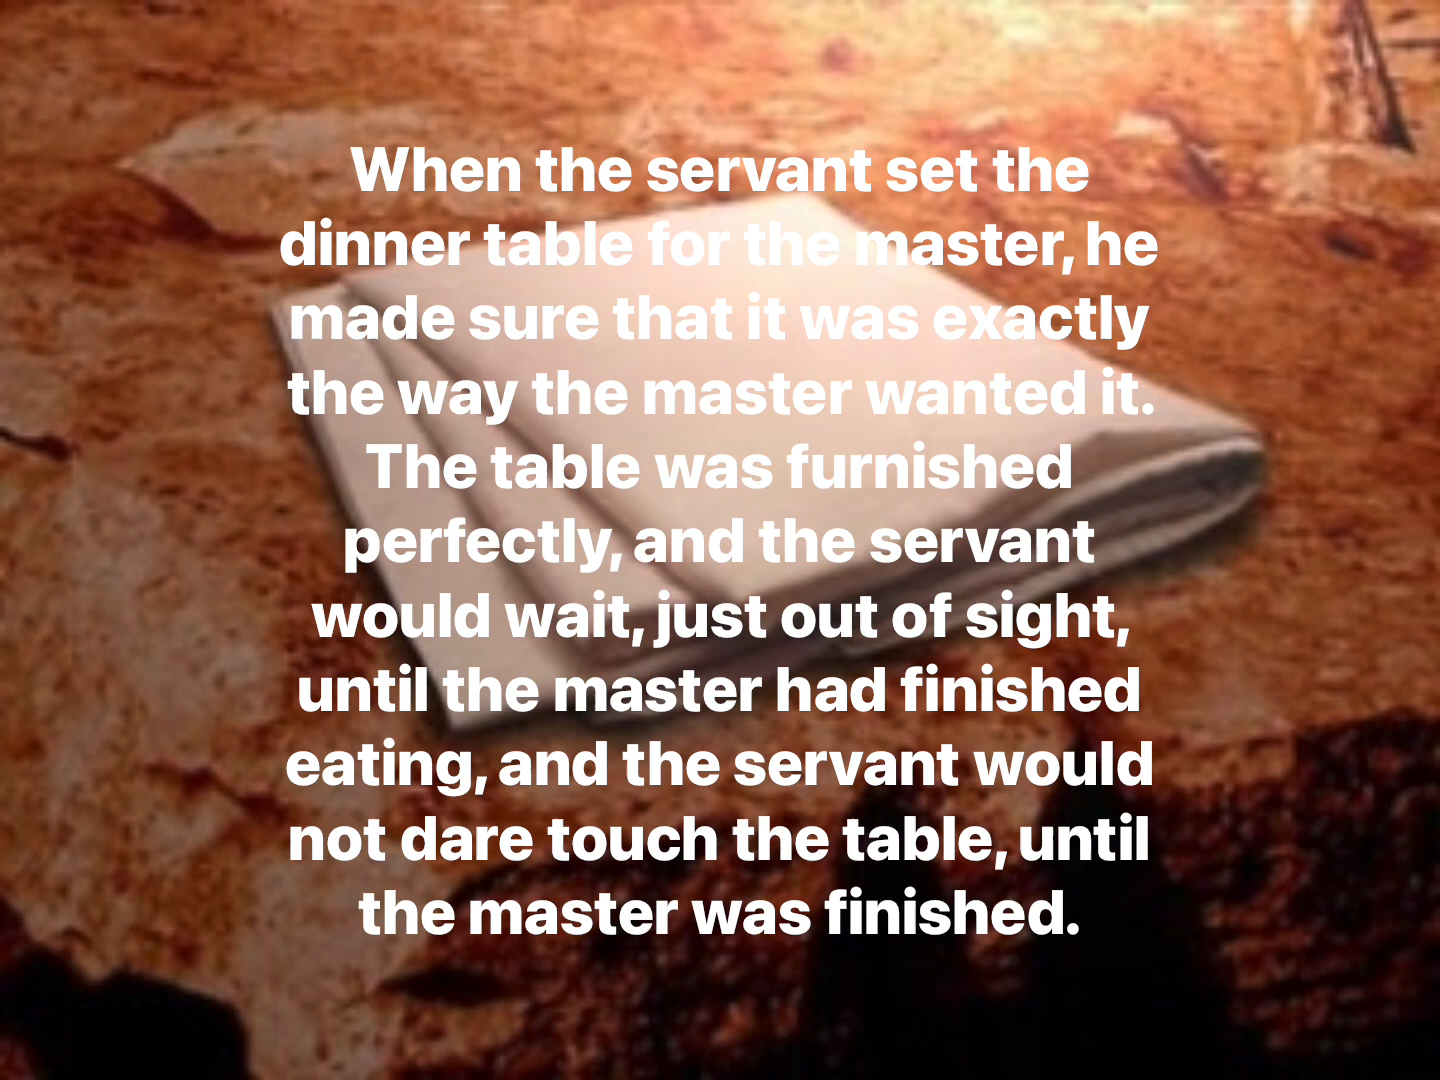 When the servant set the
dinner table for the master, he
made sure that it was exactly
the way the master wanted it.
The table was furnished
perfectly, and the servant
would wait, just out of sight,
until the master had finished
eating, and the servant would
not dare touch the table, until
the master was finished.